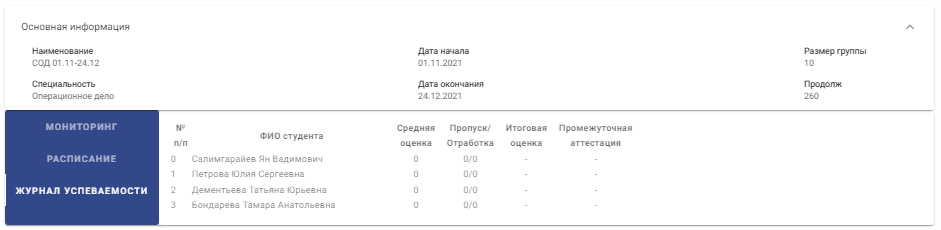 Основная информация
Наименование Дата начала Размер группы
СОД 01.11-24.12 01.11.2021 10
Специальность Дата окончания Продолж
Операционное дело 24.12.2021 260
МОНИТОРИНГ
РАСПИСАНИЕ
ЖУРНАЛ УСПЕВАЕМОСТИ
№ п/п ФИО студента Средняя оценка Пропуск/ Отработка Итоговая оценка Промежуточная аттестация
0 Салимгарайев Ян Вадимович 0 0/0 - -
1 Петрова Юлия Сергеевна 0 0/0 - -
2 Дементьева Татьяна Юрьевна 0 0/0 - -
3 Бондарева Тамара Анатольевна 0 0/0 - -